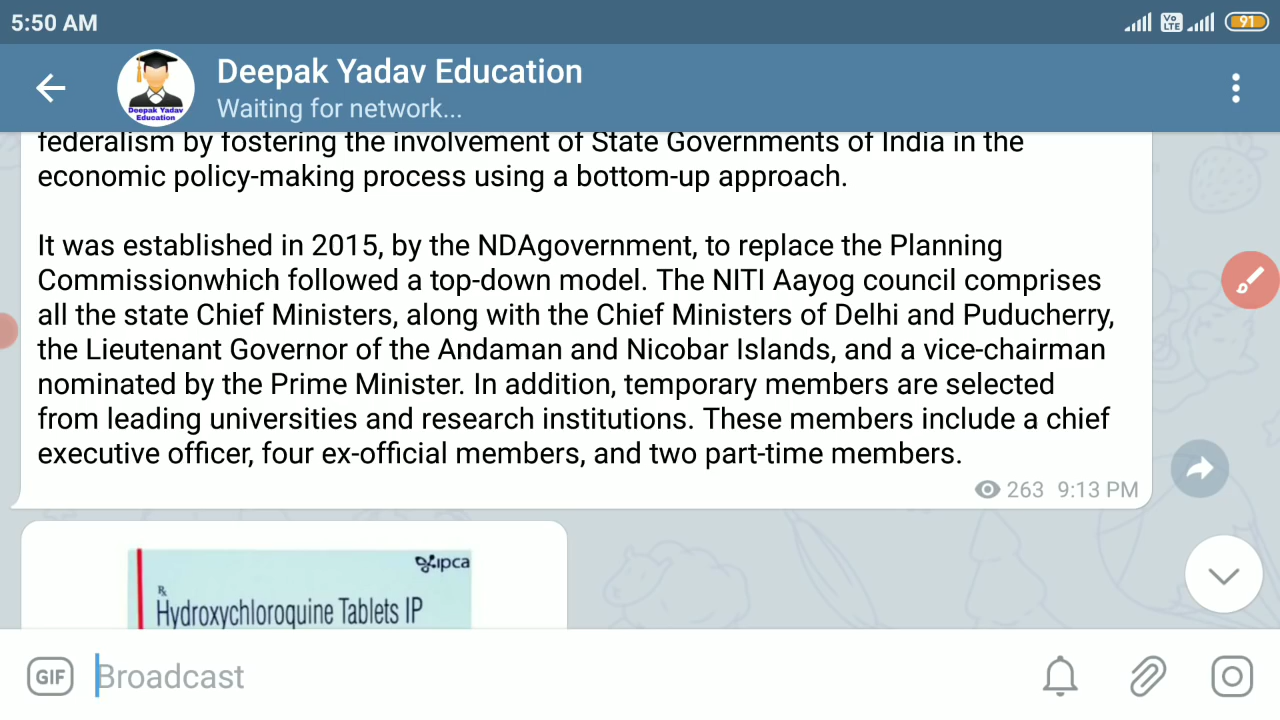 5:50 AM
Vo
LTE
91
Deepak Yadav
Education
Deepak Yadav Education
Waiting for network...
federalism by fostering the involvement of State Governments of India in the
economic policy-making process using a bottom-up approach.
It was established in 2015, by the NDAgovernment, to replace the Planning
Commissionwhich followed a top-down model. The NITI Aayog council comprises
all the state Chief Ministers, along with the Chief Ministers of Delhi and Puducherry,
the Lieutenant Governor of the Andaman and Nicobar Islands, and a vice-chairman
nominated by the Prime Minister. In addition, temporary members are selected
from leading universities and research institutions. These members include a chief
executive officer, four ex-official members, and two part-time members.
263 9:13 PM
ipca
Rx
Hydroxychloroquine Tablets IP
GIF
Broadcast